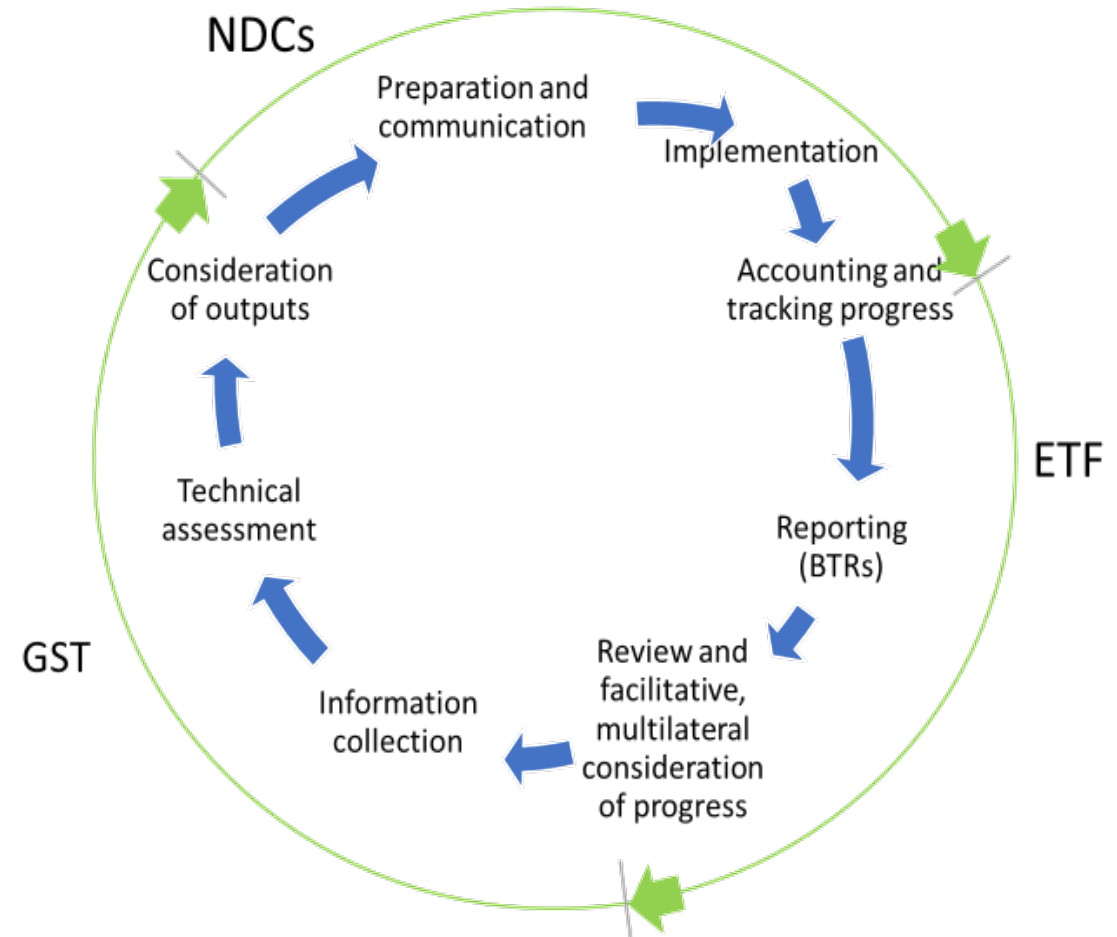 NDCs
Preparation and
communication
Implementation
Accounting and
tracking progress
ETF
Reporting
(BTRs)
Review and
facilitative,
multilateral
consideration
of progress
Information
collection
GST
Technical
assessment
Consideration
of outputs